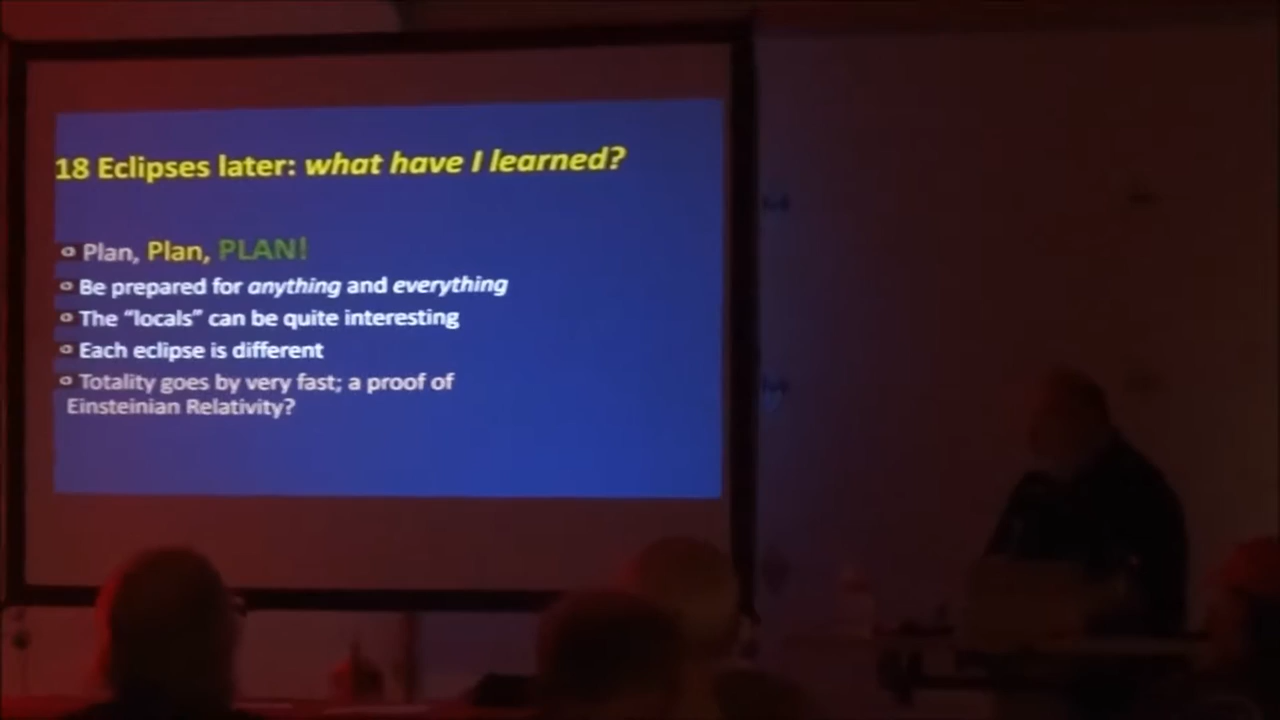 18 Eclipses later: what have I learned?
Plan, Plan, PLAN!
Be prepared for anything and everything
The “locals” can be quite interesting
Each eclipse is different
Totality goes by very fast; a proof of
Einsteinian Relativity?